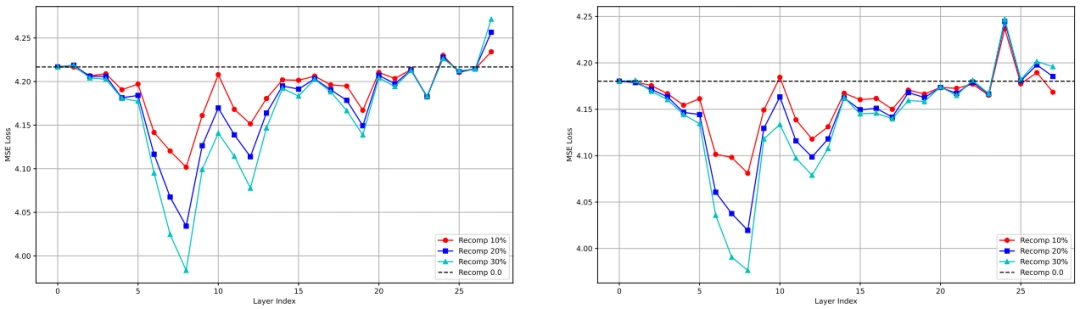 4.25
4.20
4.15
4.10
4.05
4.00
MSE Loss
0 5 10 15 20 25
Layer Index
Recomp 10%
Recomp 20%
Recomp 30%
Recomp 0.0
4.25
4.20
4.15
4.10
4.05
4.00
MSE Loss
0 5 10 15 20 25
Layer Index
Recomp 10%
Recomp 20%
Recomp 30%
Recomp 0.0